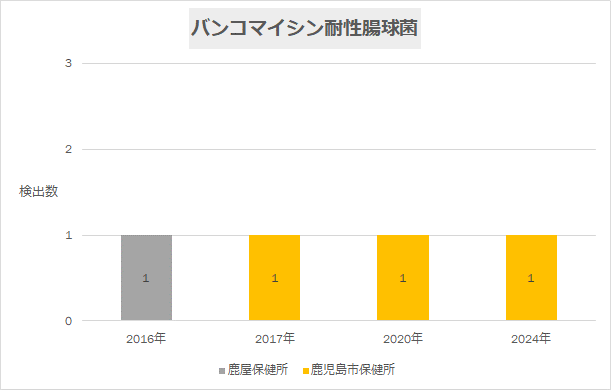 バンコマイシン耐性腸球菌
3
2
検出数
1
1 1 1 1
0
2016年 2017年 2020年 2024年
鹿屋保健所 鹿児島市保健所